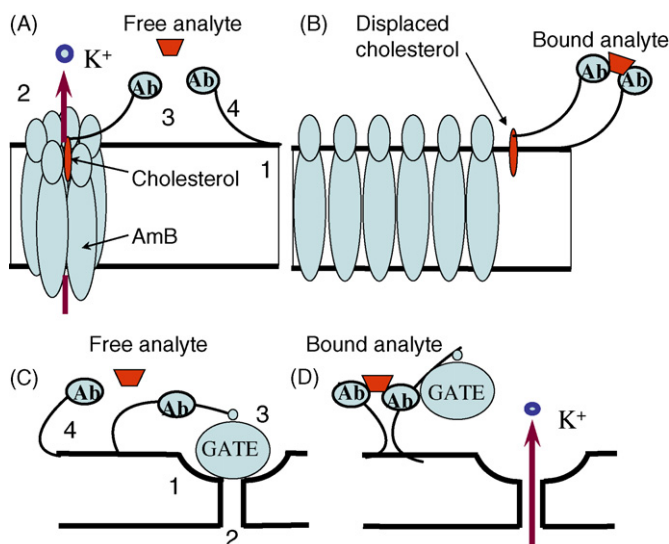 (A)
Free analyte
K+
Ab
Ab
2
3
4
1
Cholesterol
AmB
(B)
Displaced
cholesterol
Bound analyte
Ab
Ab
(C)
Free analyte
Ab
Ab
3
4
GATE
1
2
(D)
Bound analyte
Ab
Ab
GATE
K+